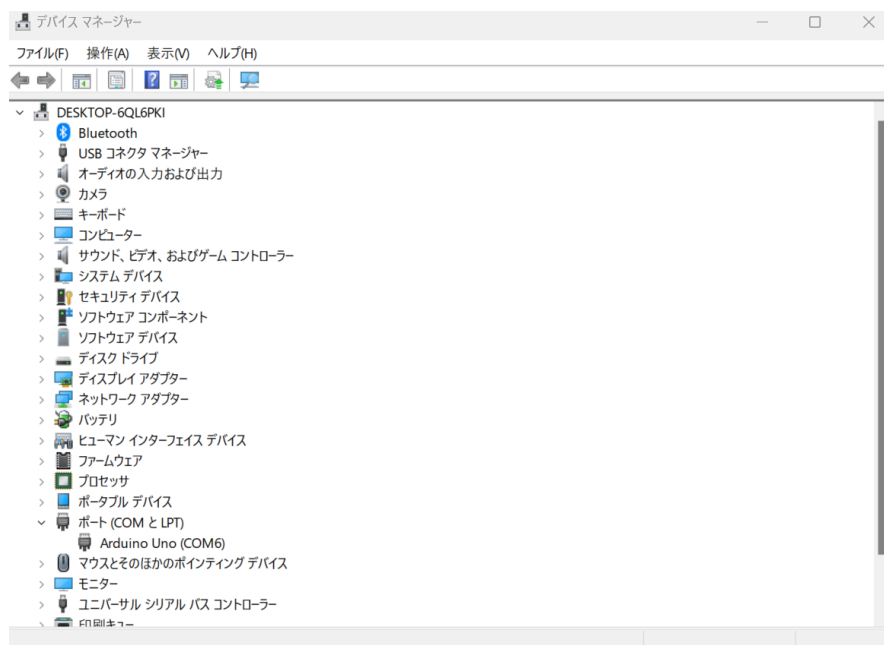 デバイス マネージャー
ファイル(F) 操作(A) 表示(V) ヘルプ(H)
DESKTOP-6QL6PKI
Bluetooth
USB コネクタ マネージャー
オーディオの入力および出力
カメラ
キーボード
コンピューター
サウンド、ビデオ、およびゲーム コントローラー
システム デバイス
セキュリティ デバイス
ソフトウェア コンポーネント
ソフトウェア デバイス
ディスク ドライブ
ディスプレイ アダプター
ネットワーク アダプター
バッテリ
ヒューマン インターフェイス デバイス
ファームウェア
プロセッサ
ポータブル デバイス
ポート (COM と LPT)
Arduino Uno (COM6)
マウスとそのほかのポインティング デバイス
モニター
ユニバーサル シリアル バス コントローラー
印刷キュー